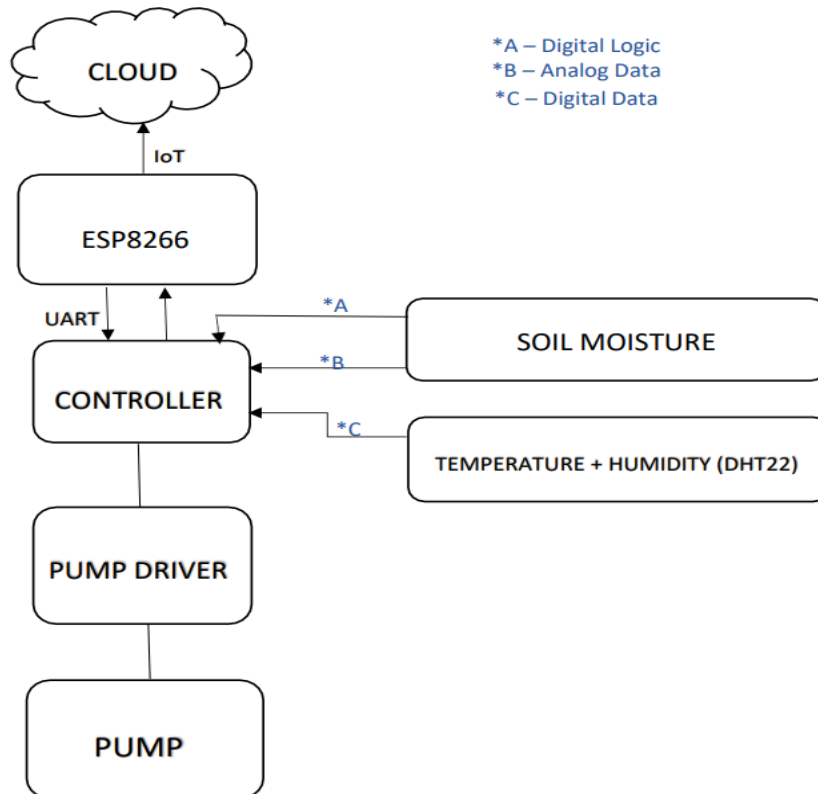 CLOUD
*A – Digital Logic
*B – Analog Data
*C – Digital Data
IoT
ESP8266
UART
*A
SOIL MOISTURE
*B
CONTROLLER
*C
TEMPERATURE + HUMIDITY (DHT22)
PUMP DRIVER
PUMP